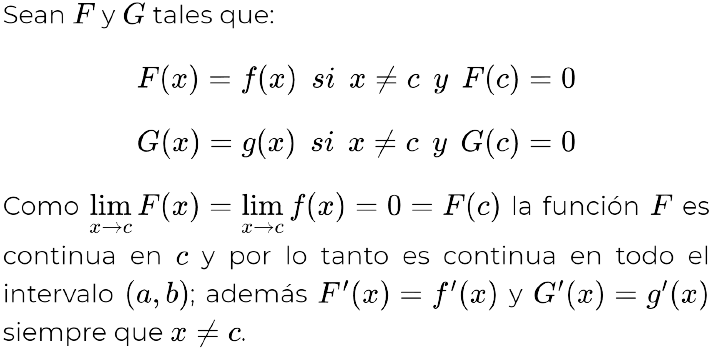 Sean F y G tales que:
F(x) = f(x) si x ≠ c y F(c) = 0
G(x) = g(x) si x ≠ c y G(c) = 0
Como lim_{x→c} F(x) = lim_{x→c} f(x) = 0 = F(c) la función F es
continua en c y por lo tanto es continua en todo el
intervalo (a, b); además F′(x) = f′(x) y G′(x) = g′(x)
siempre que x ≠ c.